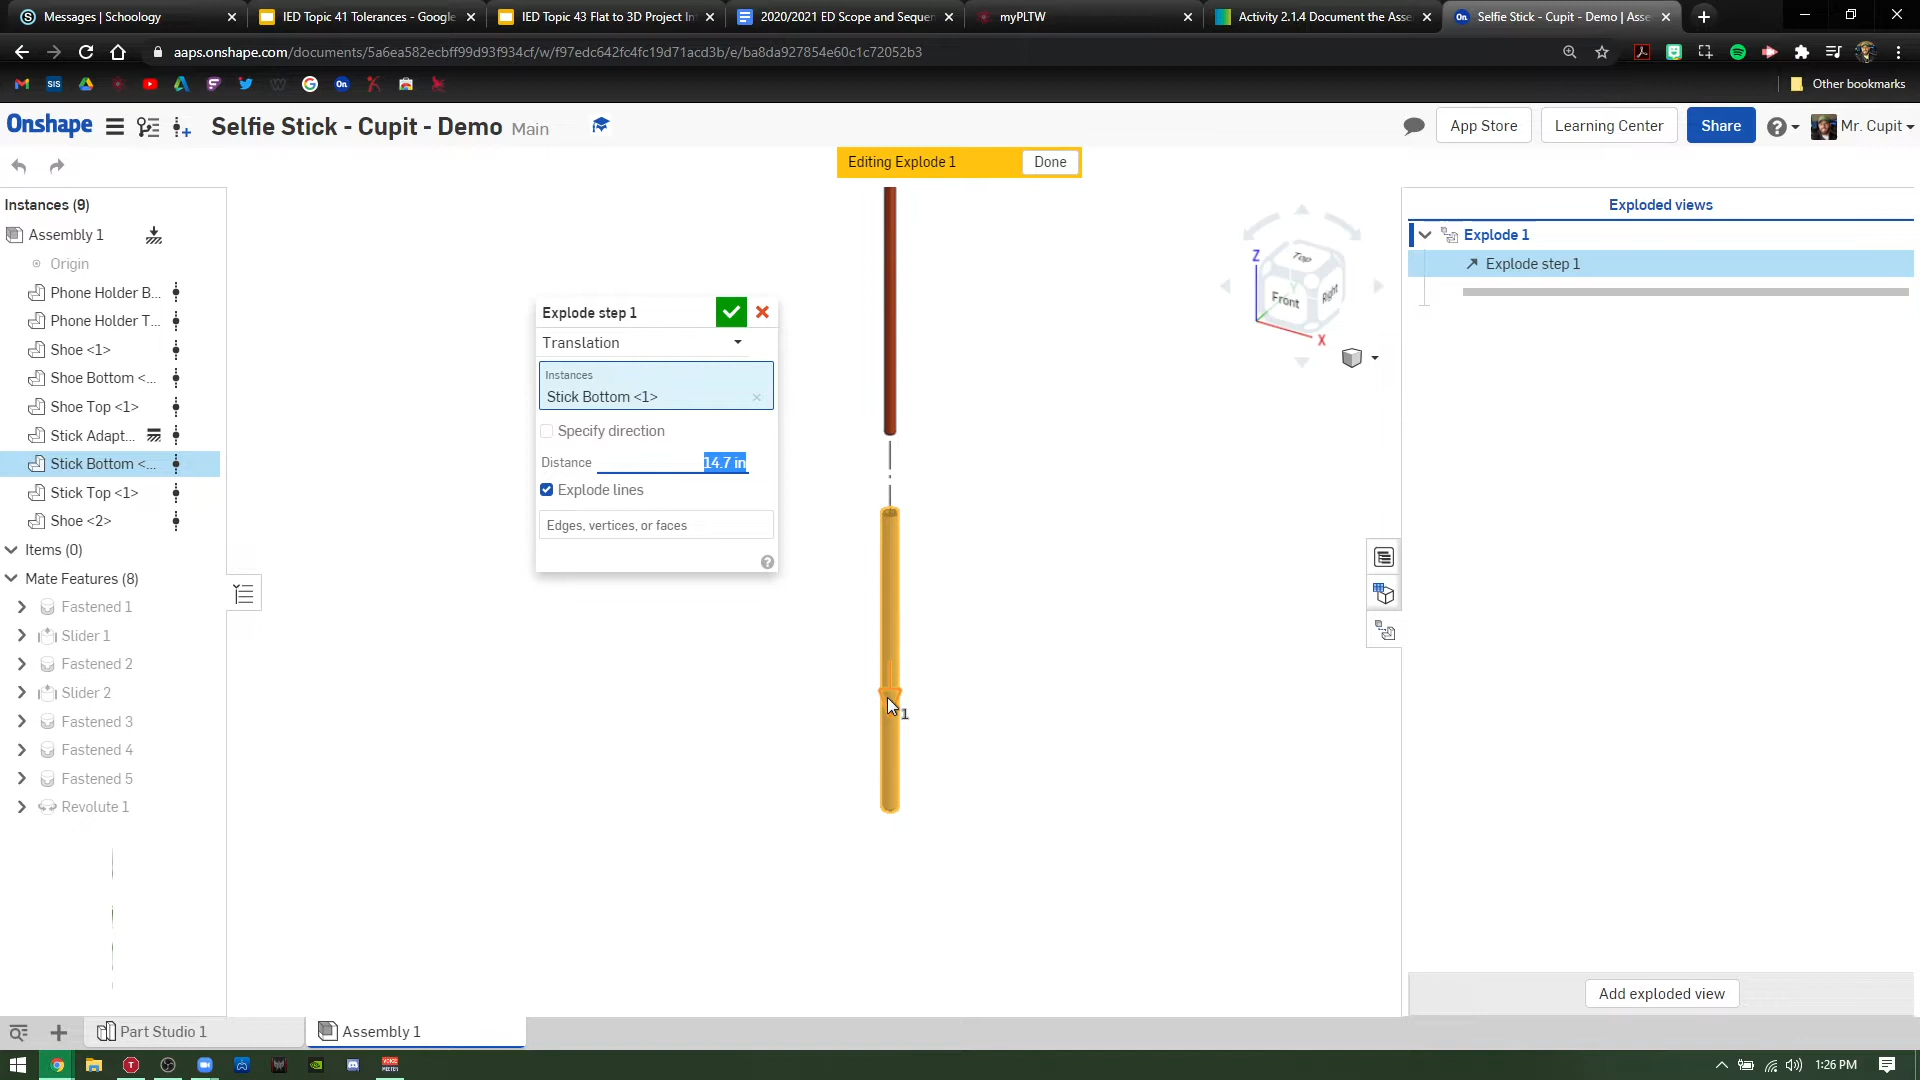 Messages | Schoology
IED Topic 41 Tolerances - Google
IED Topic 43 Flat to 3D Project In
2020/2021 ED Scope and Sequen
myPLTW
Activity 2.1.4 Document the Asse
Selfie Stick - Cupit - Demo | Asse
aaps.onshape.com/documents/5a6ea582ecbff99d93f934cf/w/f97edc642fc4fc19d71acd3b/e/ba8da927854e60c1c72052b3
SIS
On
Other bookmarks
Onshape
Selfie Stick - Cupit - Demo Main
App Store
Learning Center
Share
Mr. Cupit
Editing Explode 1
Done
Instances (9)
Assembly 1
Origin
Phone Holder B...
Phone Holder T...
Shoe <1>
Shoe Bottom <...
Shoe Top <1>
Stick Adapt...
Stick Bottom <...
Stick Top <1>
Shoe <2>
Items (0)
Mate Features (8)
Fastened 1
Slider 1
Fastened 2
Slider 2
Fastened 3
Fastened 4
Fastened 5
Revolute 1
Explode step 1
Translation
Instances
Stick Bottom <1>
Specify direction
Distance
14.7 in
Explode lines
Edges, vertices, or faces
1
Z
Top
Y
Front
Right
X
Exploded views
Explode 1
Explode step 1
Add exploded view
Part Studio 1
Assembly 1
1:26 PM